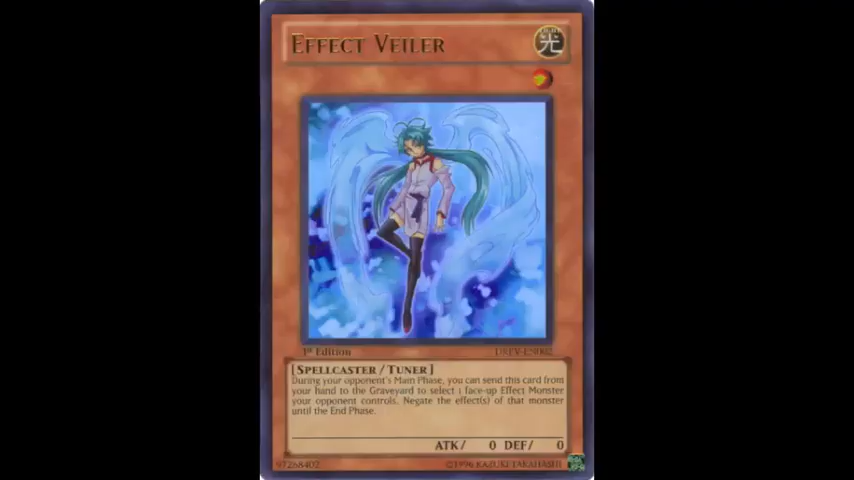 EFFECT VEILER
LIGHT
光
1st Edition
DREV-EN002
[SPELLCASTER / TUNER]
During your opponent's Main Phase, you can send this card from
your hand to the Graveyard to select 1 face-up Effect Monster
your opponent controls. Negate the effect(s) of that monster
until the End Phase.
ATK/ 0 DEF/ 0
97268402
©1996 KAZUKI TAKAHASHI